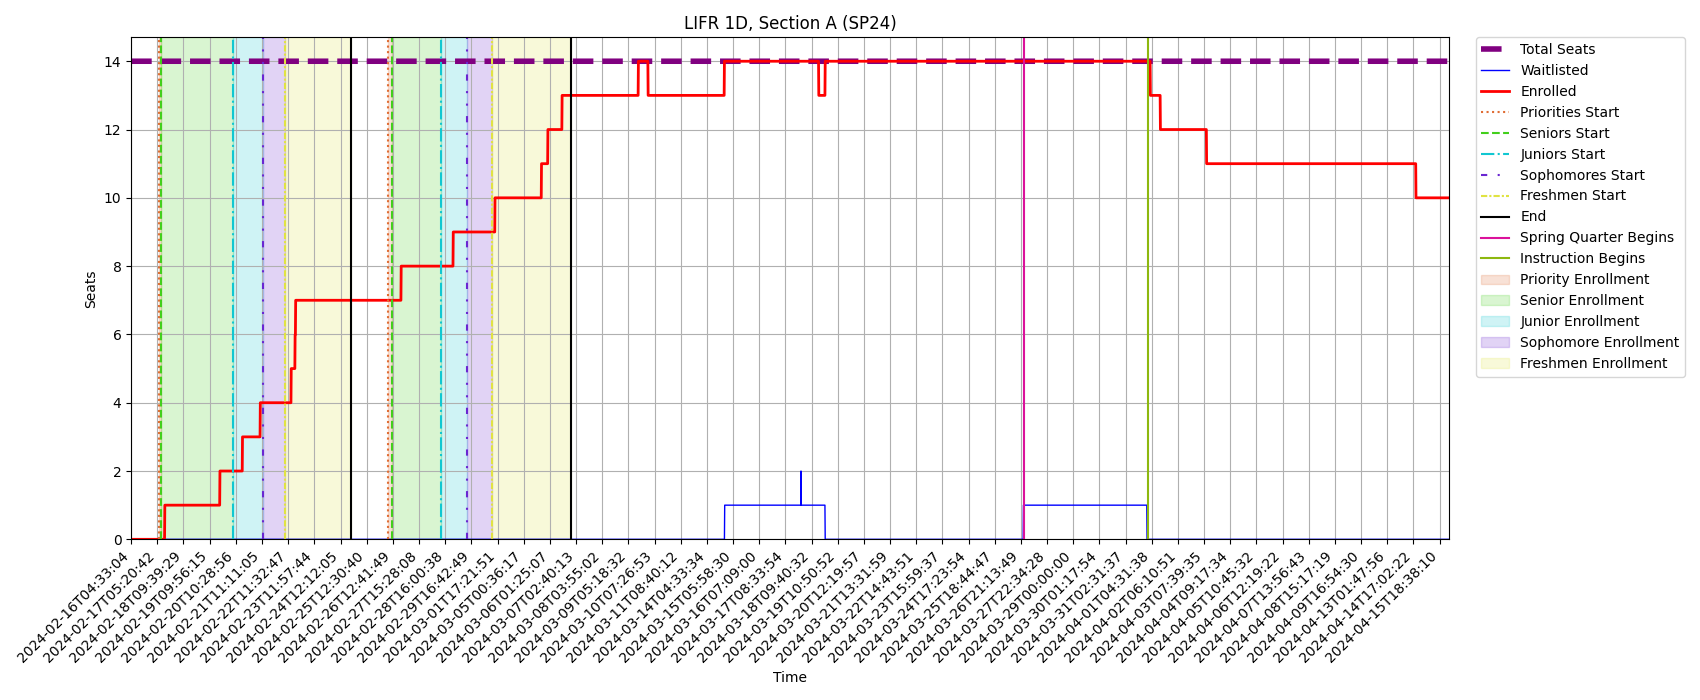 LIFR 1D, Section A (SP24)
Seats
14
12
10
8
6
4
2
0
2024-02-16T04:33:04
2024-02-17T05:20:42
2024-02-18T09:39:29
2024-02-19T09:56:15
2024-02-20T10:28:56
2024-02-21T11:11:05
2024-02-22T11:32:47
2024-02-23T11:57:44
2024-02-24T12:12:05
2024-02-25T12:30:40
2024-02-26T12:41:49
2024-02-27T15:28:08
2024-02-28T16:00:38
2024-02-29T16:42:49
2024-03-01T17:21:51
2024-03-05T00:36:17
2024-03-06T01:25:07
2024-03-07T02:40:13
2024-03-08T03:55:02
2024-03-09T05:18:32
2024-03-10T07:26:53
2024-03-11T08:40:12
2024-03-14T04:33:34
2024-03-15T05:58:30
2024-03-16T07:09:00
2024-03-17T08:33:54
2024-03-18T09:40:32
2024-03-19T10:50:52
2024-03-20T12:19:57
2024-03-21T13:31:59
2024-03-22T14:43:51
2024-03-23T15:59:37
2024-03-24T17:23:54
2024-03-25T18:44:47
2024-03-26T21:13:49
2024-03-27T22:34:28
2024-03-29T00:00:00
2024-03-30T01:17:54
2024-03-31T02:31:37
2024-04-01T04:31:38
2024-04-02T06:10:51
2024-04-03T07:39:35
2024-04-04T09:17:34
2024-04-05T10:45:32
2024-04-06T12:19:22
2024-04-07T13:56:43
2024-04-08T15:17:19
2024-04-09T16:54:30
2024-04-13T01:47:56
2024-04-14T17:02:22
2024-04-15T18:38:10
Time
Total Seats
Waitlisted
Enrolled
Priorities Start
Seniors Start
Juniors Start
Sophomores Start
Freshmen Start
End
Spring Quarter Begins
Instruction Begins
Priority Enrollment
Senior Enrollment
Junior Enrollment
Sophomore Enrollment
Freshmen Enrollment